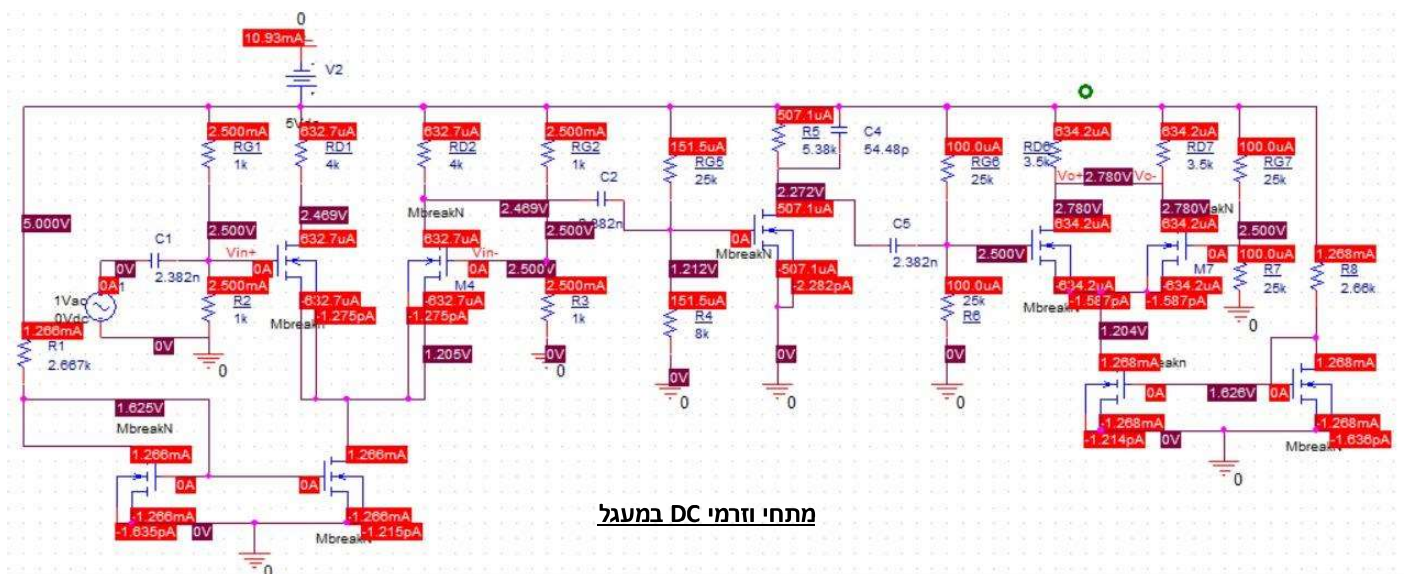 0
10.93mA
V2
5Vdc
2.500mA
RG1
1k
632.7uA
RD1
4k
632.7uA
RD2
4k
2.500mA
RG2
1k
151.5uA
RG5
25k
507.1uA
R5
5.38k
C4
54.48p
100.0uA
RG6
25k
634.2uA
RD6
3.5k
634.2uA
RD7
3.5k
100.0uA
RG7
25k
5.000V
C1
2.382n
2.500V
Vin+
0A
2.469V
632.7uA
MbreakN
2.469V
632.7uA
C2
2.500V
Vin-
0A
2.500V
2.272V
507.1uA
0A
MbreakN
C5
2.382n
2.500V
Vo+
2.780V
Vo-
2.780V
634.2uA
2.780V
634.2uA
2.500V
0V
0A
1Vac
0Vdc
2.500mA
R2
1k
-632.7uA
-1.275pA
-632.7uA
-1.275pA
M4
2.500mA
R3
1k
1.212V
151.5uA
R4
8k
-507.1uA
-2.282pA
100.0uA
25k
R6
-634.2uA
-1.587pA
MbreakN
-634.2uA
-1.587pA
M7
100.0uA
R7
25k
1.268mA
R8
2.66k
1.266mA
R1
2.667k
0V
0
1.205V
0V
0
0V
0
0V
0
0V
0
0
1.204V
1.268mA
0A
1.626V
0A
1.268mA
-1.268mA
-1.214pA
0V
-1.268mA
-1.636pA
0
1.625V
MbreakN
1.266mA
0A
0A
1.266mA
-1.266mA
-1.635pA
0V
-1.266mA
-1.215pA
MbreakN
0
מתחי וזרמי DC במעגל